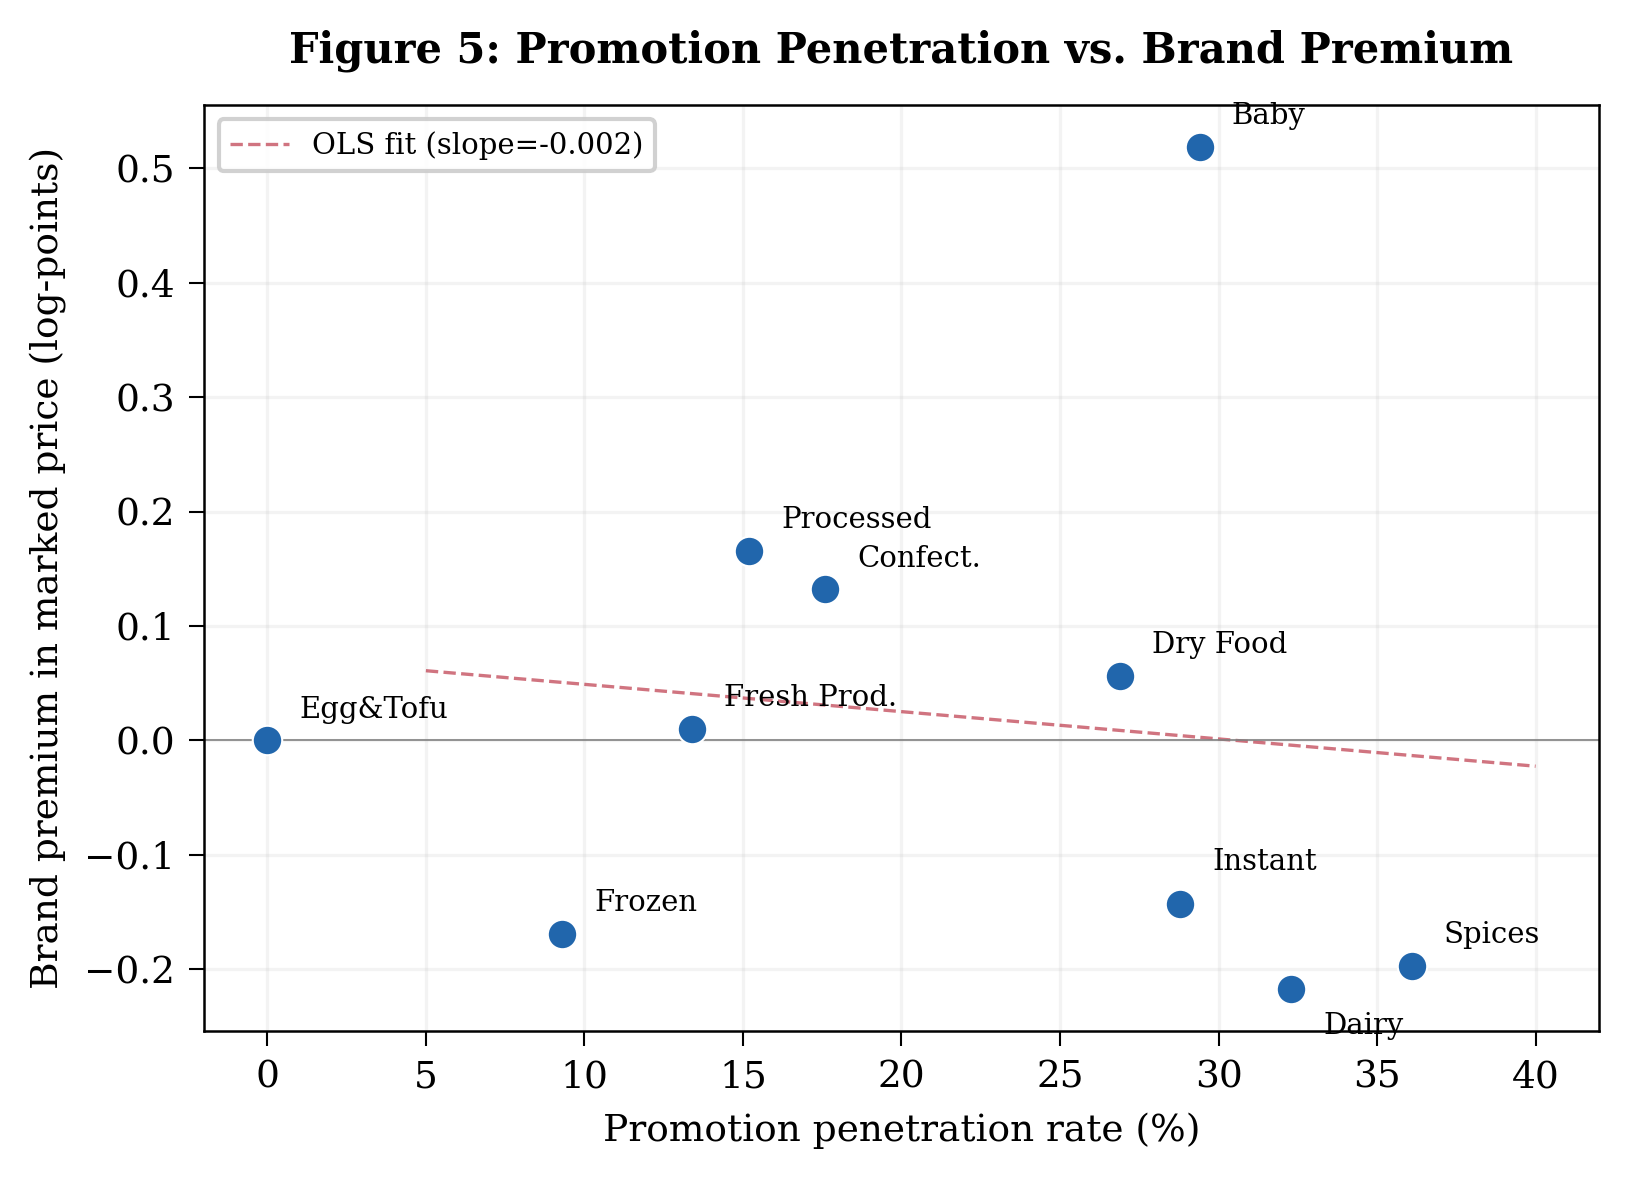 Figure 5: Promotion Penetration vs. Brand Premium
OLS fit (slope=-0.002)
Brand premium in marked price (log-points)
0.5
0.4
0.3
0.2
0.1
0.0
−0.1
−0.2
Baby
Processed
Confect.
Dry Food
Fresh Prod.
Egg&Tofu
Instant
Frozen
Spices
Dairy
0 5 10 15 20 25 30 35 40
Promotion penetration rate (%)